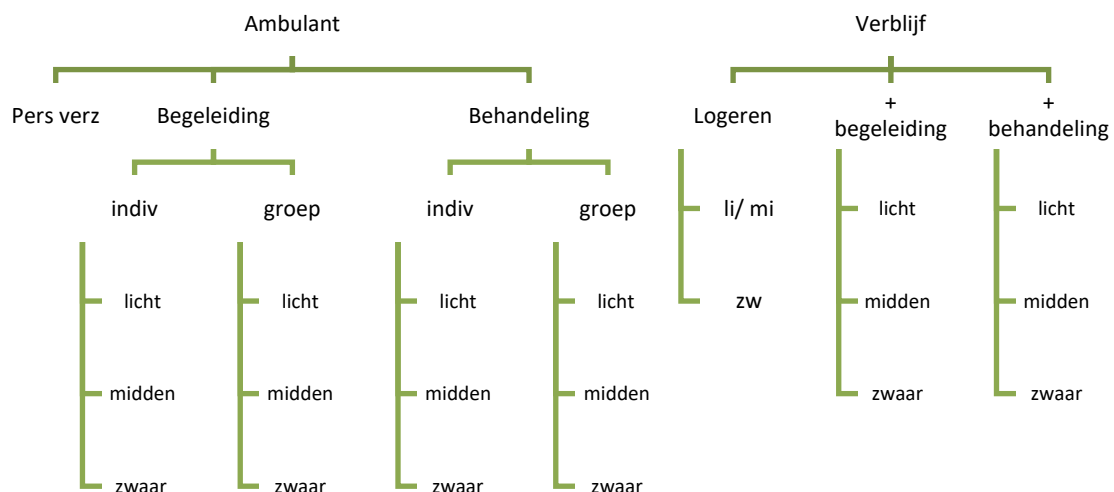 Ambulant
Verblijf
Pers verz
Begeleiding
Behandeling
Logeren
+
begeleiding
+
behandeling
indiv
groep
indiv
groep
li/ mi
licht
licht
licht
licht
licht
licht
zw
midden
midden
midden
midden
midden
midden
zwaar
zwaar
zwaar
zwaar
zwaar
zwaar